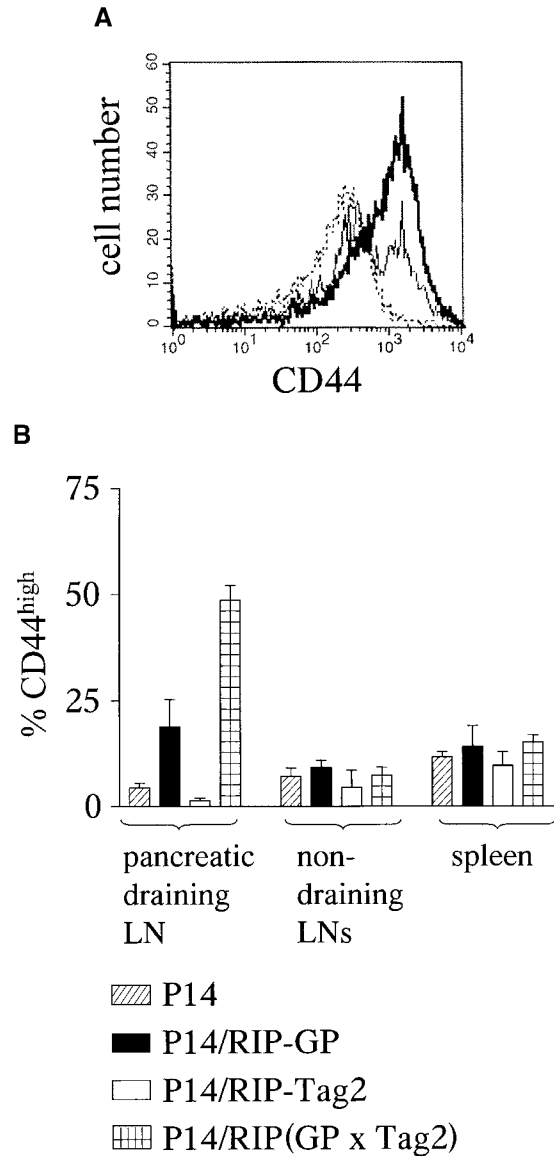 A
60
50
40
30
20
10
0
cell number
10^0 10^1 10^2 10^3 10^4
CD44
B
75
50
25
0
% CD44^high
pancreatic draining LN
non-draining LNs
spleen
P14
P14/RIP-GP
P14/RIP-Tag2
P14/RIP(GP x Tag2)